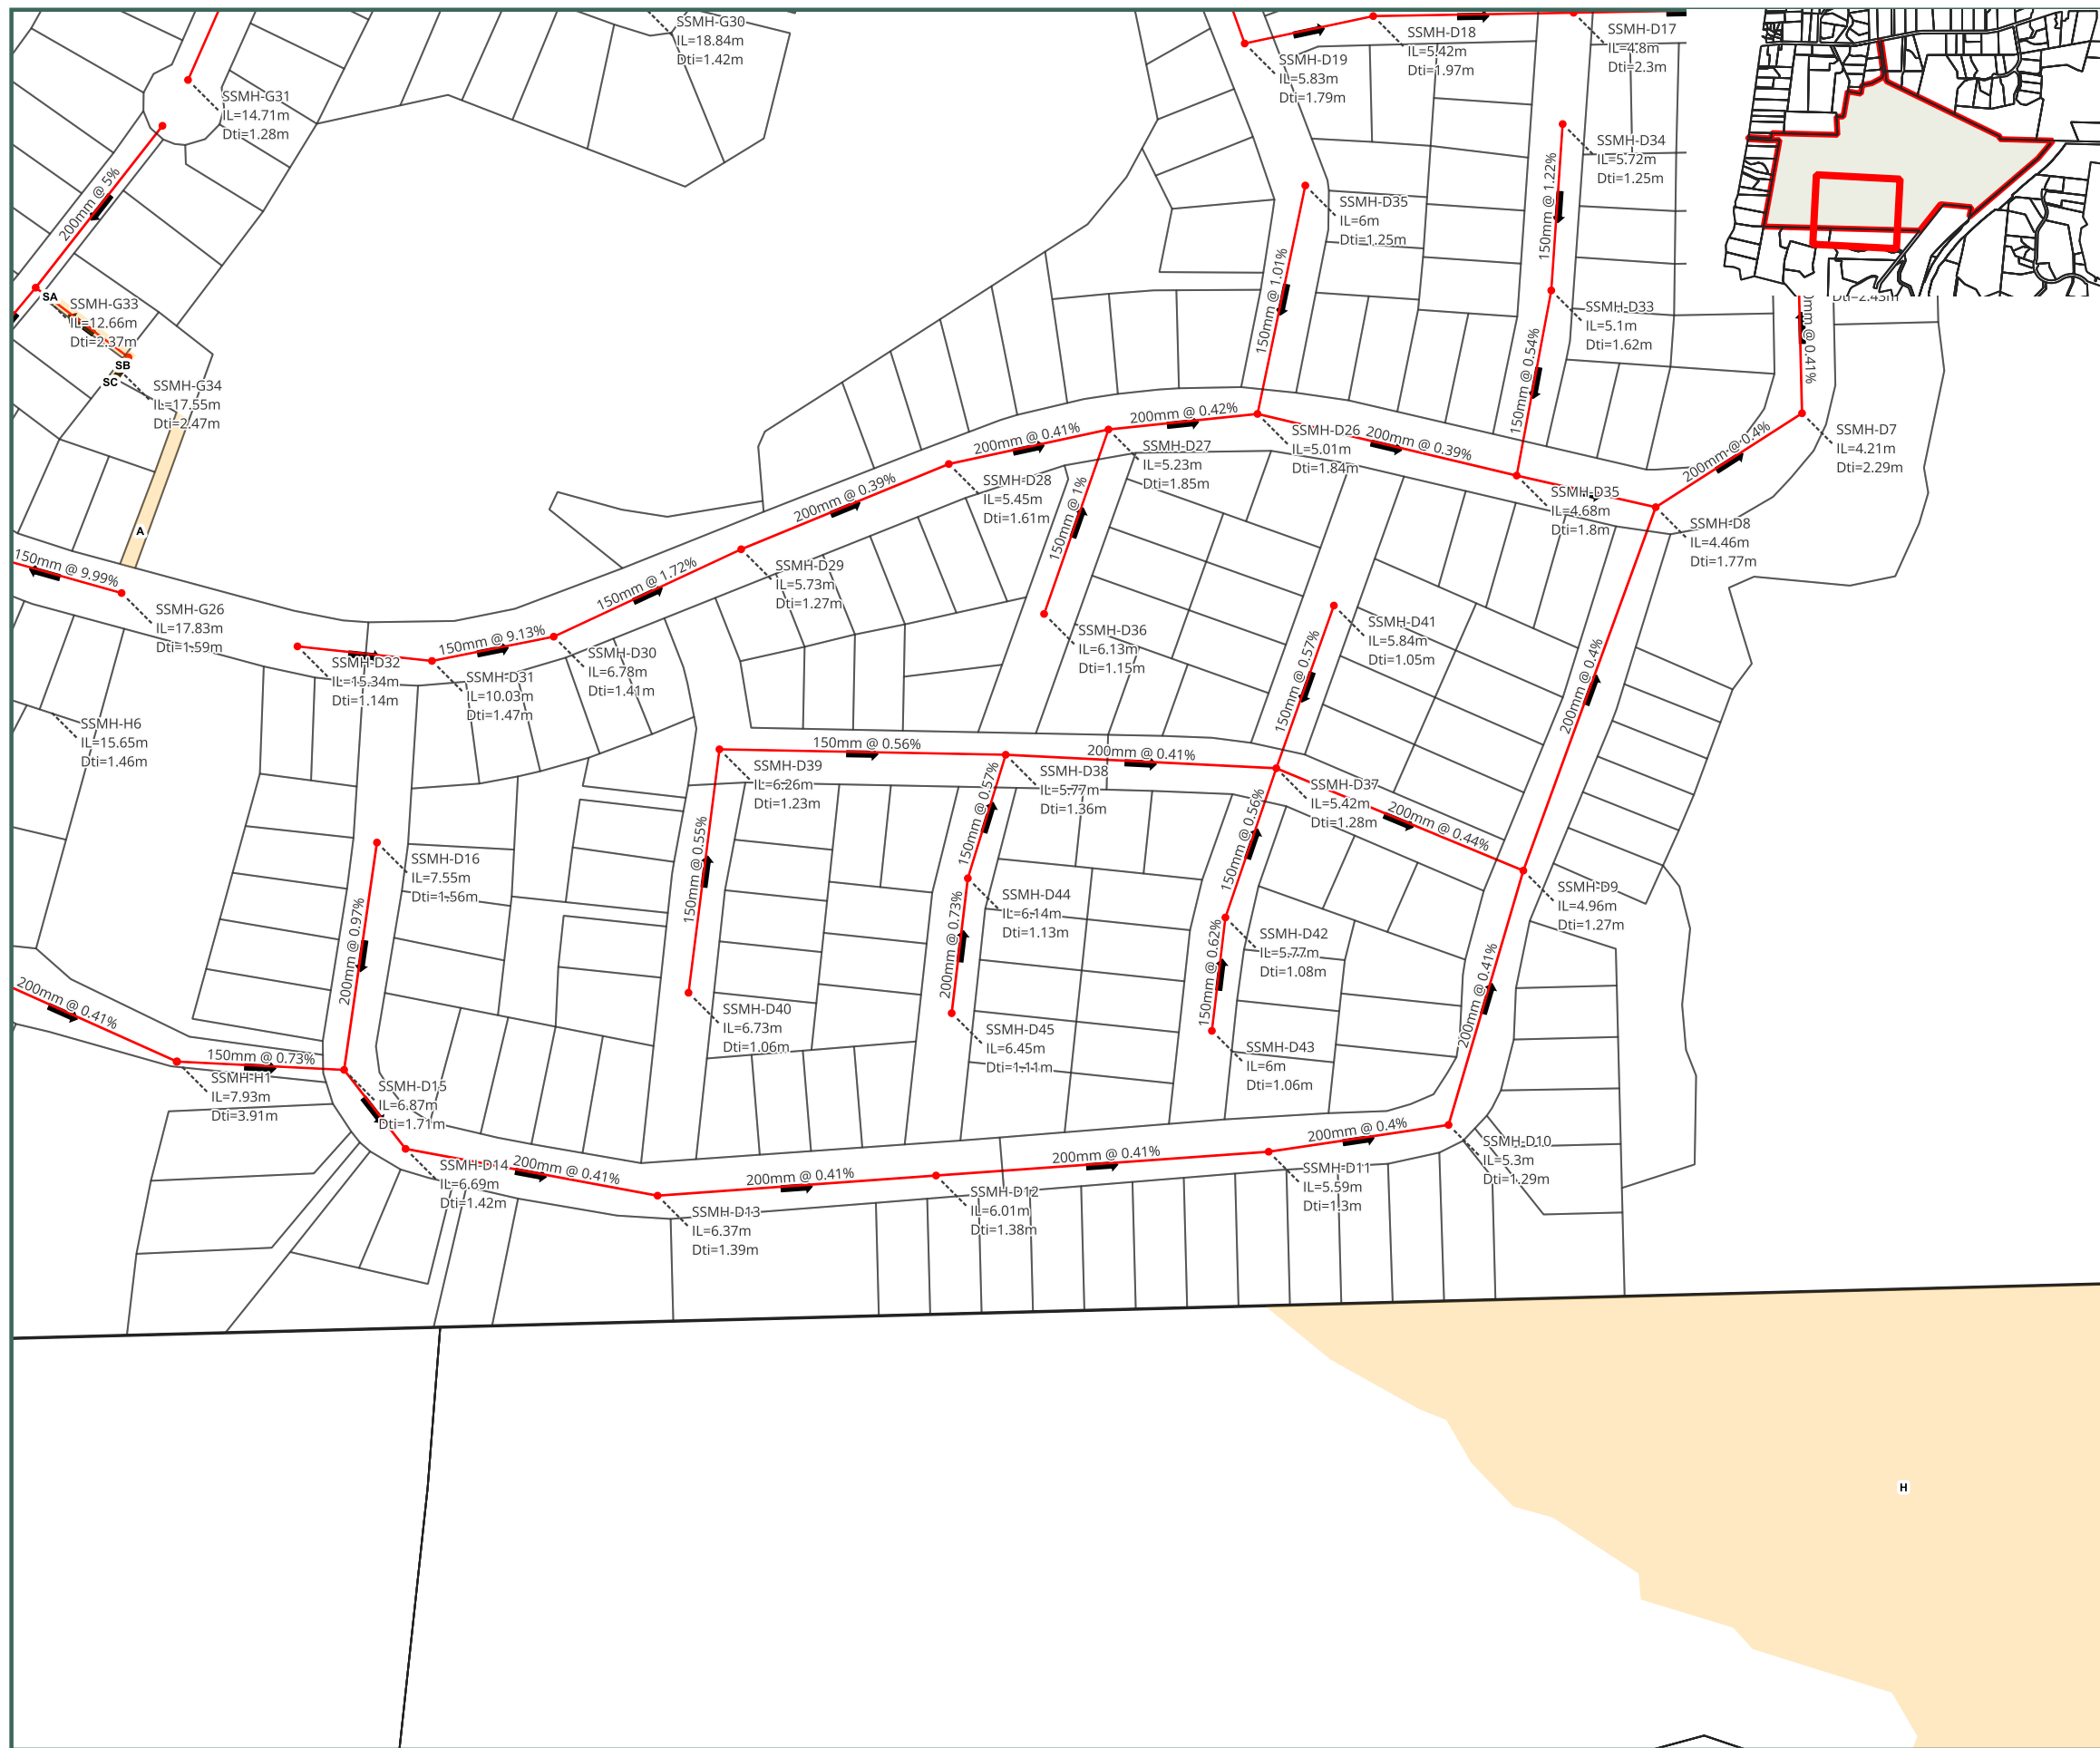 SSMH-G30
IL=18.84m
Dti=1.42m
SSMH-D19
IL=5.83m
Dti=1.79m
SSMH-D18
IL=5.42m
Dti=1.97m
SSMH-D17
IL=4.8m
Dti=2.3m
SSMH-G31
IL=14.71m
Dti=1.28m
200mm @ 5%
SSMH-D34
IL=5.72m
Dti=1.25m
150mm @ 1.22%
SSMH-D35
IL=6m
Dti=1.25m
150mm @ 1.01%
SA
SSMH-G33
IL=12.66m
Dti=2.37m
SB
SC
SSMH-G34
IL=17.55m
Dti=2.47m
SSMH-D33
IL=5.1m
Dti=1.62m
150mm @ 0.54%
Dti=2.43m
0mm @ 0.41%
SSMH-D7
IL=4.21m
Dti=2.29m
200mm @ 0.4%
200mm @ 0.42%
200mm @ 0.41%
SSMH-D26
IL=5.01m
Dti=1.84m
200mm @ 0.39%
SSMH-D27
IL=5.23m
Dti=1.85m
SSMH-D28
IL=5.45m
Dti=1.61m
200mm @ 0.39%
150mm @ 1%
SSMH-D35
IL=4.68m
Dti=1.8m
SSMH-D8
IL=4.46m
Dti=1.77m
A
150mm @ 9.99%
SSMH-G26
IL=17.83m
Dti=1.59m
SSMH-D29
IL=5.73m
Dti=1.27m
150mm @ 1.72%
150mm @ 9.13%
SSMH-D32
IL=15.34m
Dti=1.14m
SSMH-D31
IL=10.03m
Dti=1.47m
SSMH-D30
IL=6.78m
Dti=1.41m
SSMH-D36
IL=6.13m
Dti=1.15m
SSMH-D41
IL=5.84m
Dti=1.05m
150mm @ 0.57%
200mm @ 0.4%
SSMH-H6
IL=15.65m
Dti=1.46m
150mm @ 0.56%
200mm @ 0.41%
SSMH-D39
IL=6.26m
Dti=1.23m
SSMH-D38
IL=5.77m
Dti=1.36m
SSMH-D37
IL=5.42m
Dti=1.28m
200mm @ 0.44%
150mm @ 0.57%
150mm @ 0.56%
150mm @ 0.55%
SSMH-D16
IL=7.55m
Dti=1.56m
200mm @ 0.97%
SSMH-D44
IL=6.14m
Dti=1.13m
200mm @ 0.73%
SSMH-D9
IL=4.96m
Dti=1.27m
SSMH-D42
IL=5.77m
Dti=1.08m
150mm @ 0.62%
200mm @ 0.41%
200mm @ 0.41%
SSMH-D40
IL=6.73m
Dti=1.06m
SSMH-D45
IL=6.45m
Dti=1.11m
SSMH-D43
IL=6m
Dti=1.06m
150mm @ 0.73%
SSMH-H1
IL=7.93m
Dti=3.91m
SSMH-D15
IL=6.87m
Dti=1.71m
SSMH-D14
IL=6.69m
Dti=1.42m
200mm @ 0.41%
200mm @ 0.41%
200mm @ 0.41%
200mm @ 0.4%
SSMH-D10
IL=5.3m
Dti=1.29m
SSMH-D11
IL=5.59m
Dti=1.3m
SSMH-D12
IL=6.01m
Dti=1.38m
SSMH-D13
IL=6.37m
Dti=1.39m
H